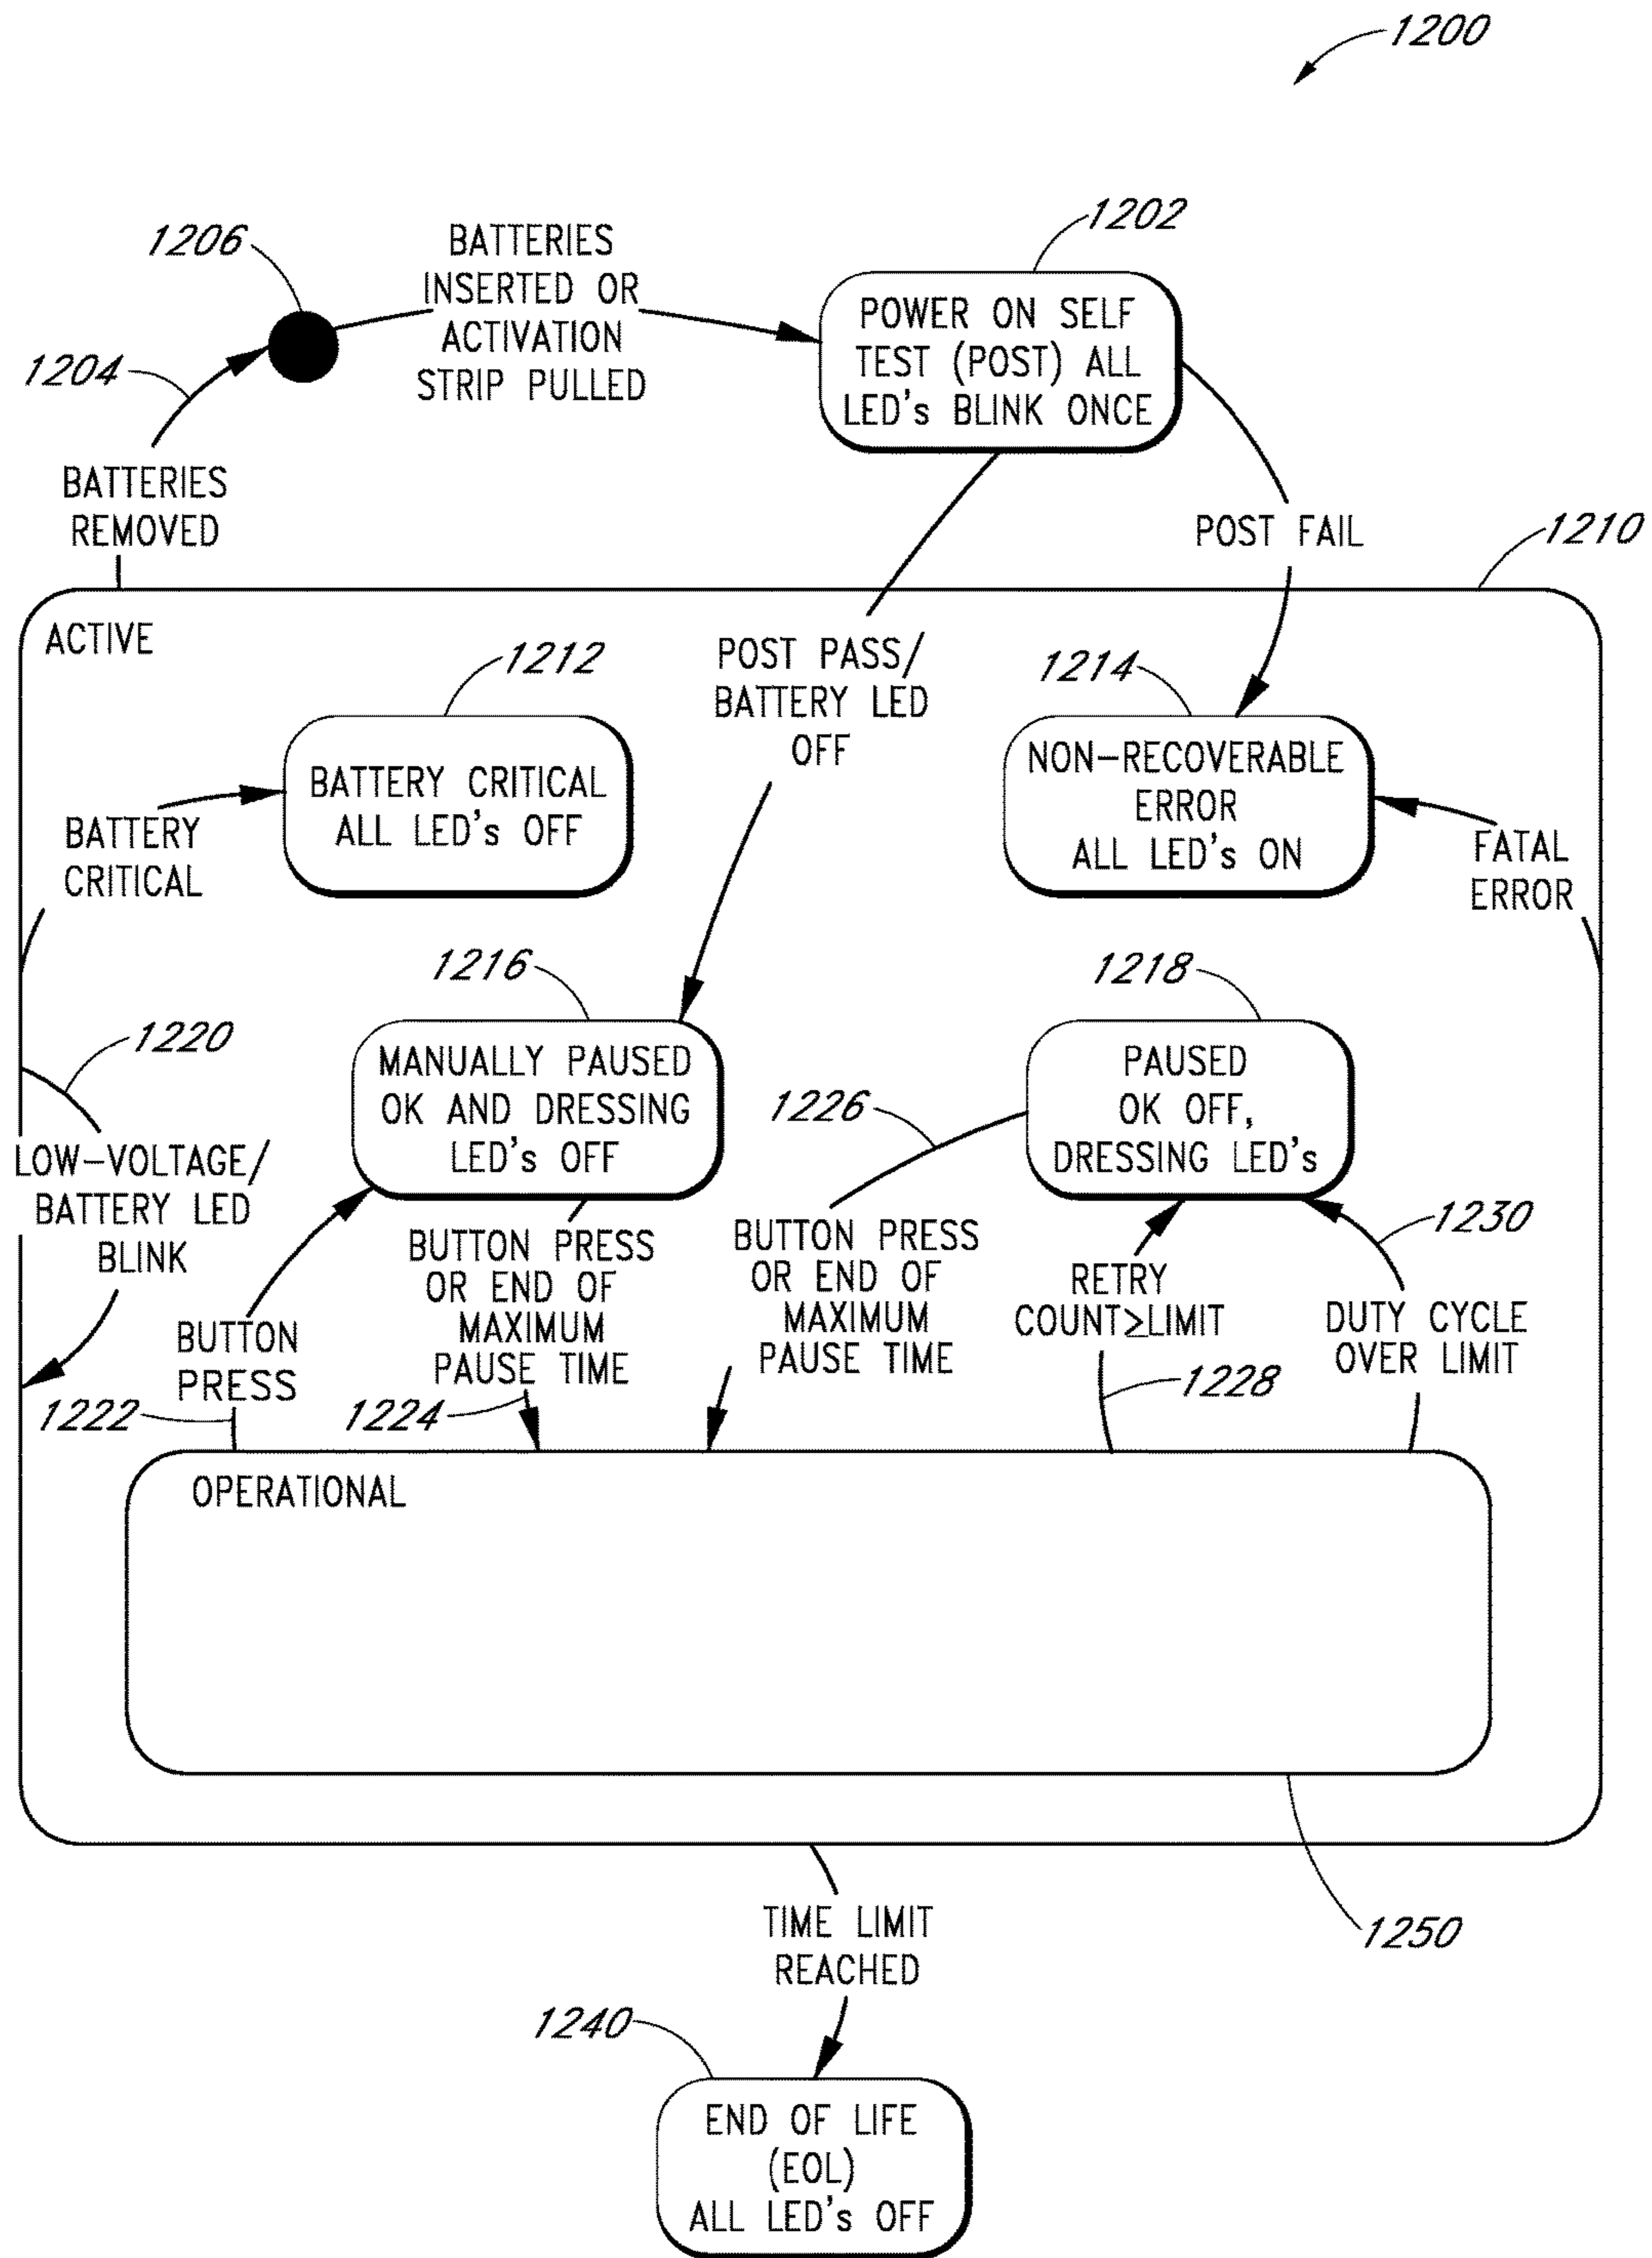 1200
1206
BATTERIES
INSERTED OR
ACTIVATION
STRIP PULLED
1202
POWER ON SELF
TEST (POST) ALL
LED's BLINK ONCE
1204
BATTERIES
REMOVED
POST FAIL
1210
ACTIVE
1212
BATTERY CRITICAL
ALL LED's OFF
POST PASS/
BATTERY LED
OFF
1214
NON-RECOVERABLE
ERROR
ALL LED's ON
BATTERY
CRITICAL
FATAL
ERROR
1216
MANUALLY PAUSED
OK AND DRESSING
LED's OFF
1218
PAUSED
OK OFF,
DRESSING LED's
1220
LOW-VOLTAGE/
BATTERY LED
BLINK
1226
1230
BUTTON
PRESS
1222
BUTTON PRESS
OR END OF
MAXIMUM
PAUSE TIME
1224
BUTTON PRESS
OR END OF
MAXIMUM
PAUSE TIME
RETRY
COUNT≥LIMIT
1228
DUTY CYCLE
OVER LIMIT
OPERATIONAL
1250
TIME LIMIT
REACHED
1240
END OF LIFE
(EOL)
ALL LED's OFF